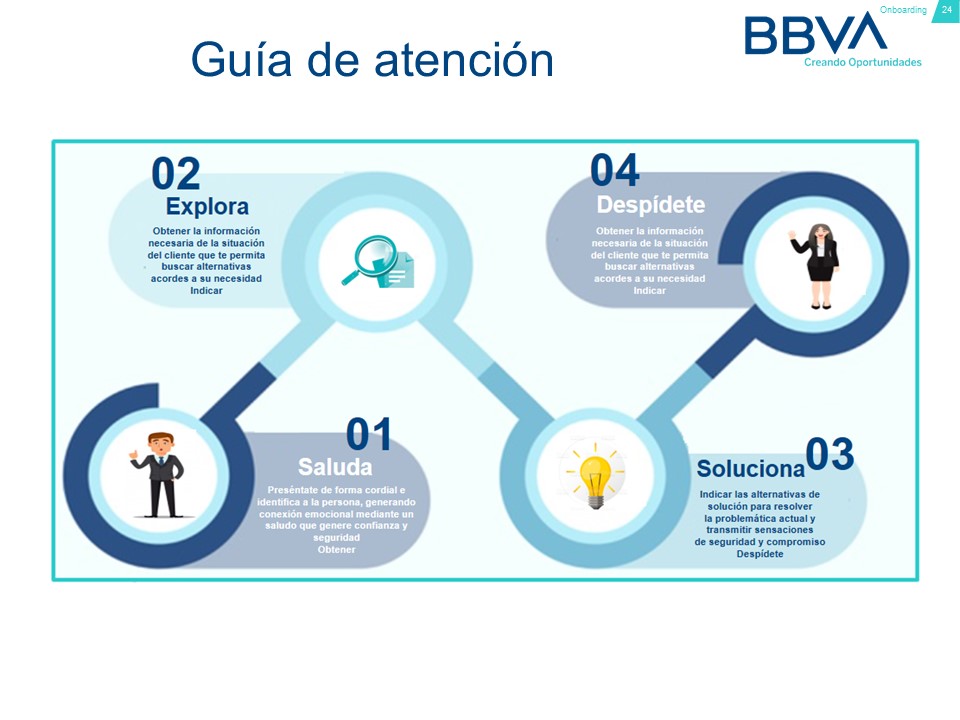 Onboarding 24
BBVA
Creando Oportunidades
Guía de atención
02
Explora
Obtener la información
necesaria de la situación
del cliente que te permita
buscar alternativas
acordes a su necesidad
Indicar
04
Despídete
Obtener la información
necesaria de la situación
del cliente que te permita
buscar alternativas
acordes a su necesidad
Indicar
01
Saluda
Preséntate de forma cordial e
identifica a la persona, generando
conexión emocional mediante un
saludo que genere confianza y
seguridad
Obtener
03
Soluciona
Indicar las alternativas de
solución para resolver
la problemática actual y
transmitir sensaciones
de seguridad y compromiso
Despídete